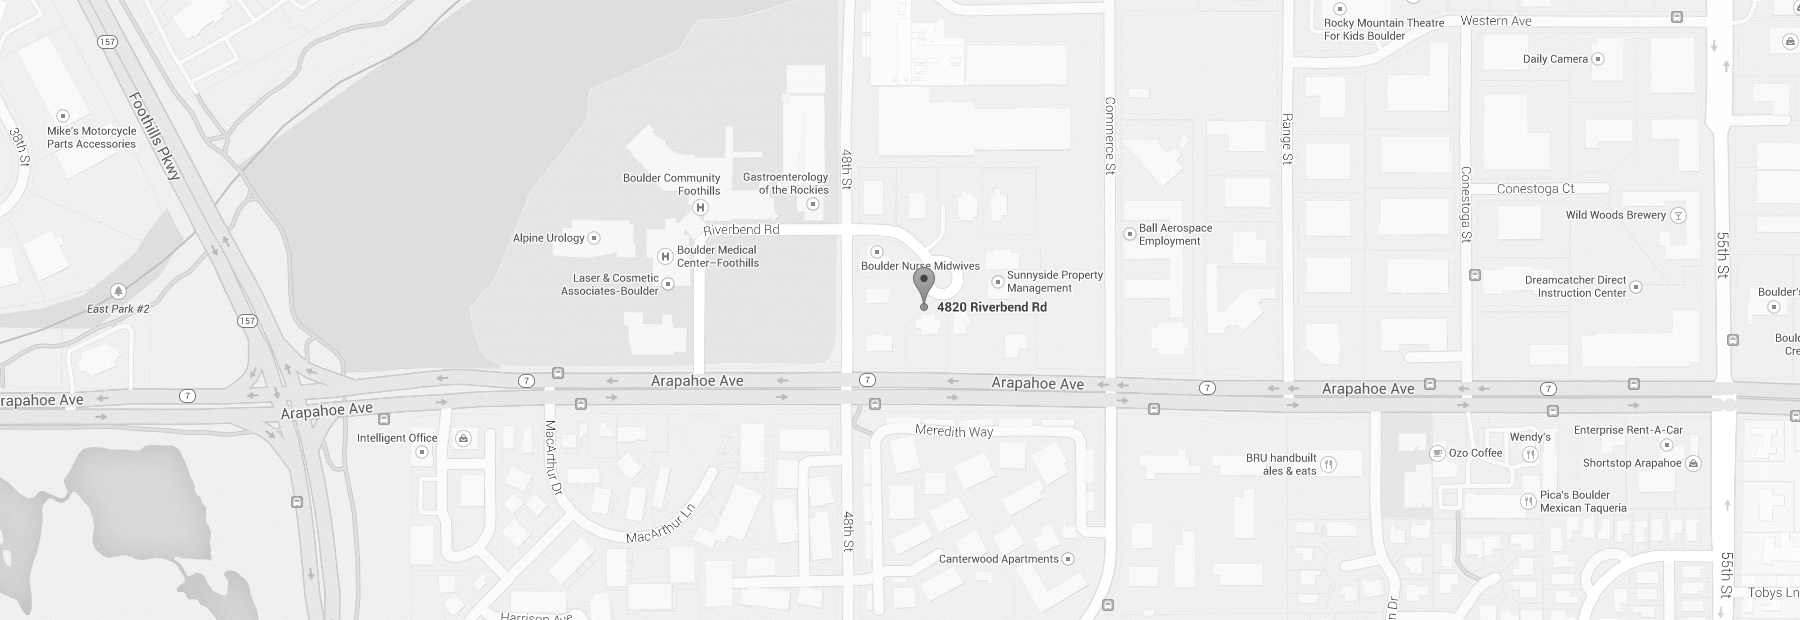 157
Foothills Pkwy
38th St
Mike's Motorcycle
Parts Accessories
East Park #2
157
Boulder Community
Foothills
H
Gastroenterology
of the Rockies
Alpine Urology
Riverbend Rd
H
Boulder Medical
Center–Foothills
Laser & Cosmetic
Associates-Boulder
48th St
Boulder Nurse Midwives
Sunnyside Property
Management
4820 Riverbend Rd
Commerce St
Ball Aerospace
Employment
Range St
Rocky Mountain Theatre
For Kids Boulder
Western Ave
Daily Camera
Conestoga St
Conestoga Ct
Wild Woods Brewery
Dreamcatcher Direct
Instruction Center
55th St
Boulder's
Bould
Cre
rapahoe Ave
7
Arapahoe Ave
7
Arapahoe Ave
7
Arapahoe Ave
7
Arapahoe Ave
7
Intelligent Office
MacArthur Dr
MacArthur Ln
Harrison Ave
48th St
Meredith Way
Canterwood Apartments
BRU handbuilt
ales & eats
Ozo Coffee
Wendy's
Enterprise Rent-A-Car
Shortstop Arapahoe
Pica's Boulder
Mexican Taqueria
n Dr
55th St
Tobys Ln